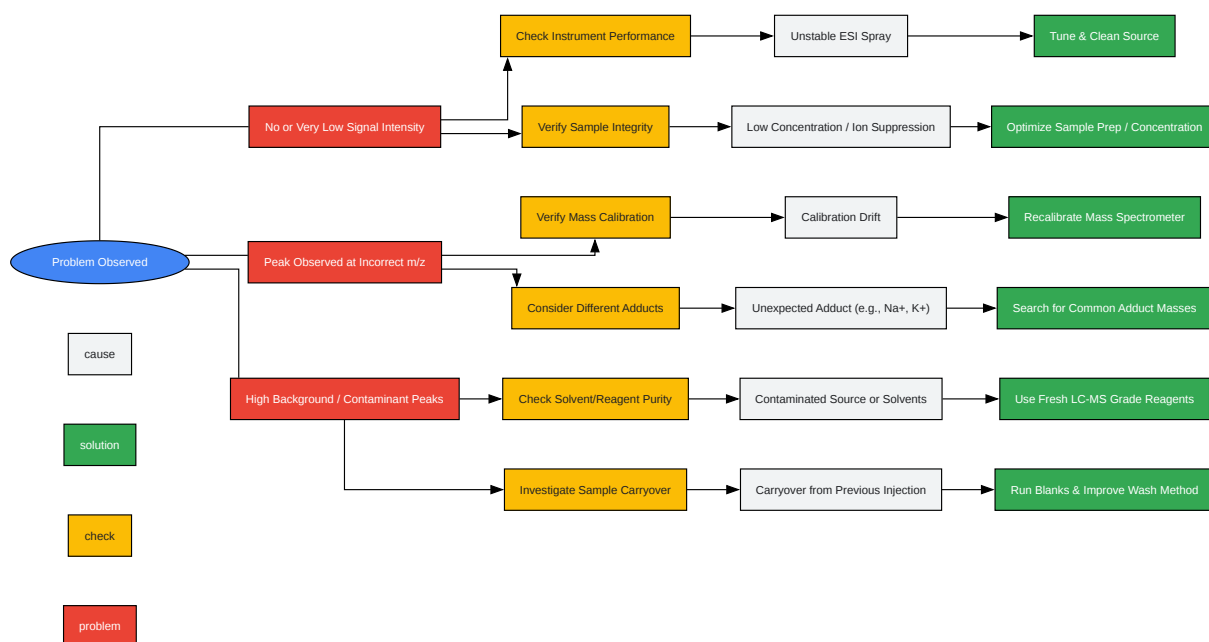 Check Instrument Performance
Unstable ESI Spray
Tune & Clean Source
No or Very Low Signal Intensity
Verify Sample Integrity
Low Concentration / Ion Suppression
Optimize Sample Prep / Concentration
Verify Mass Calibration
Calibration Drift
Recalibrate Mass Spectrometer
Problem Observed
Peak Observed at Incorrect m/z
Consider Different Adducts
Unexpected Adduct (e.g., Na+, K+)
Search for Common Adduct Masses
cause
High Background / Contaminant Peaks
Check Solvent/Reagent Purity
Contaminated Source or Solvents
Use Fresh LC-MS Grade Reagents
solution
Investigate Sample Carryover
Carryover from Previous Injection
Run Blanks & Improve Wash Method
check
problem